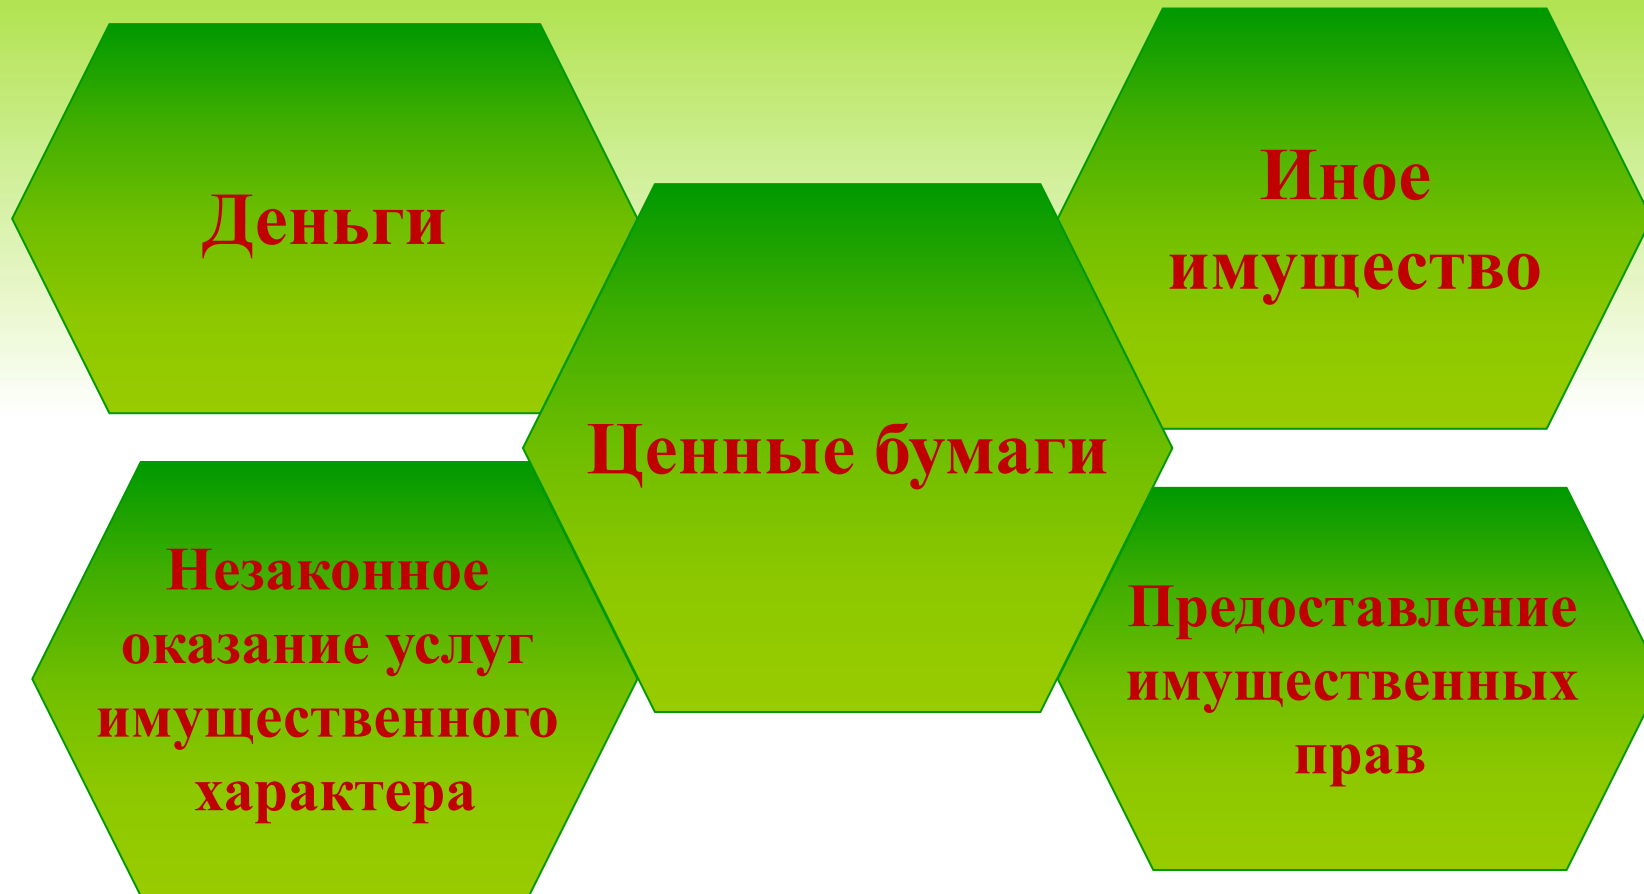 Деньги
Иное
имущество
Ценные бумаги
Незаконное
оказание услуг
имущественного
характера
Предоставление
имущественных
прав